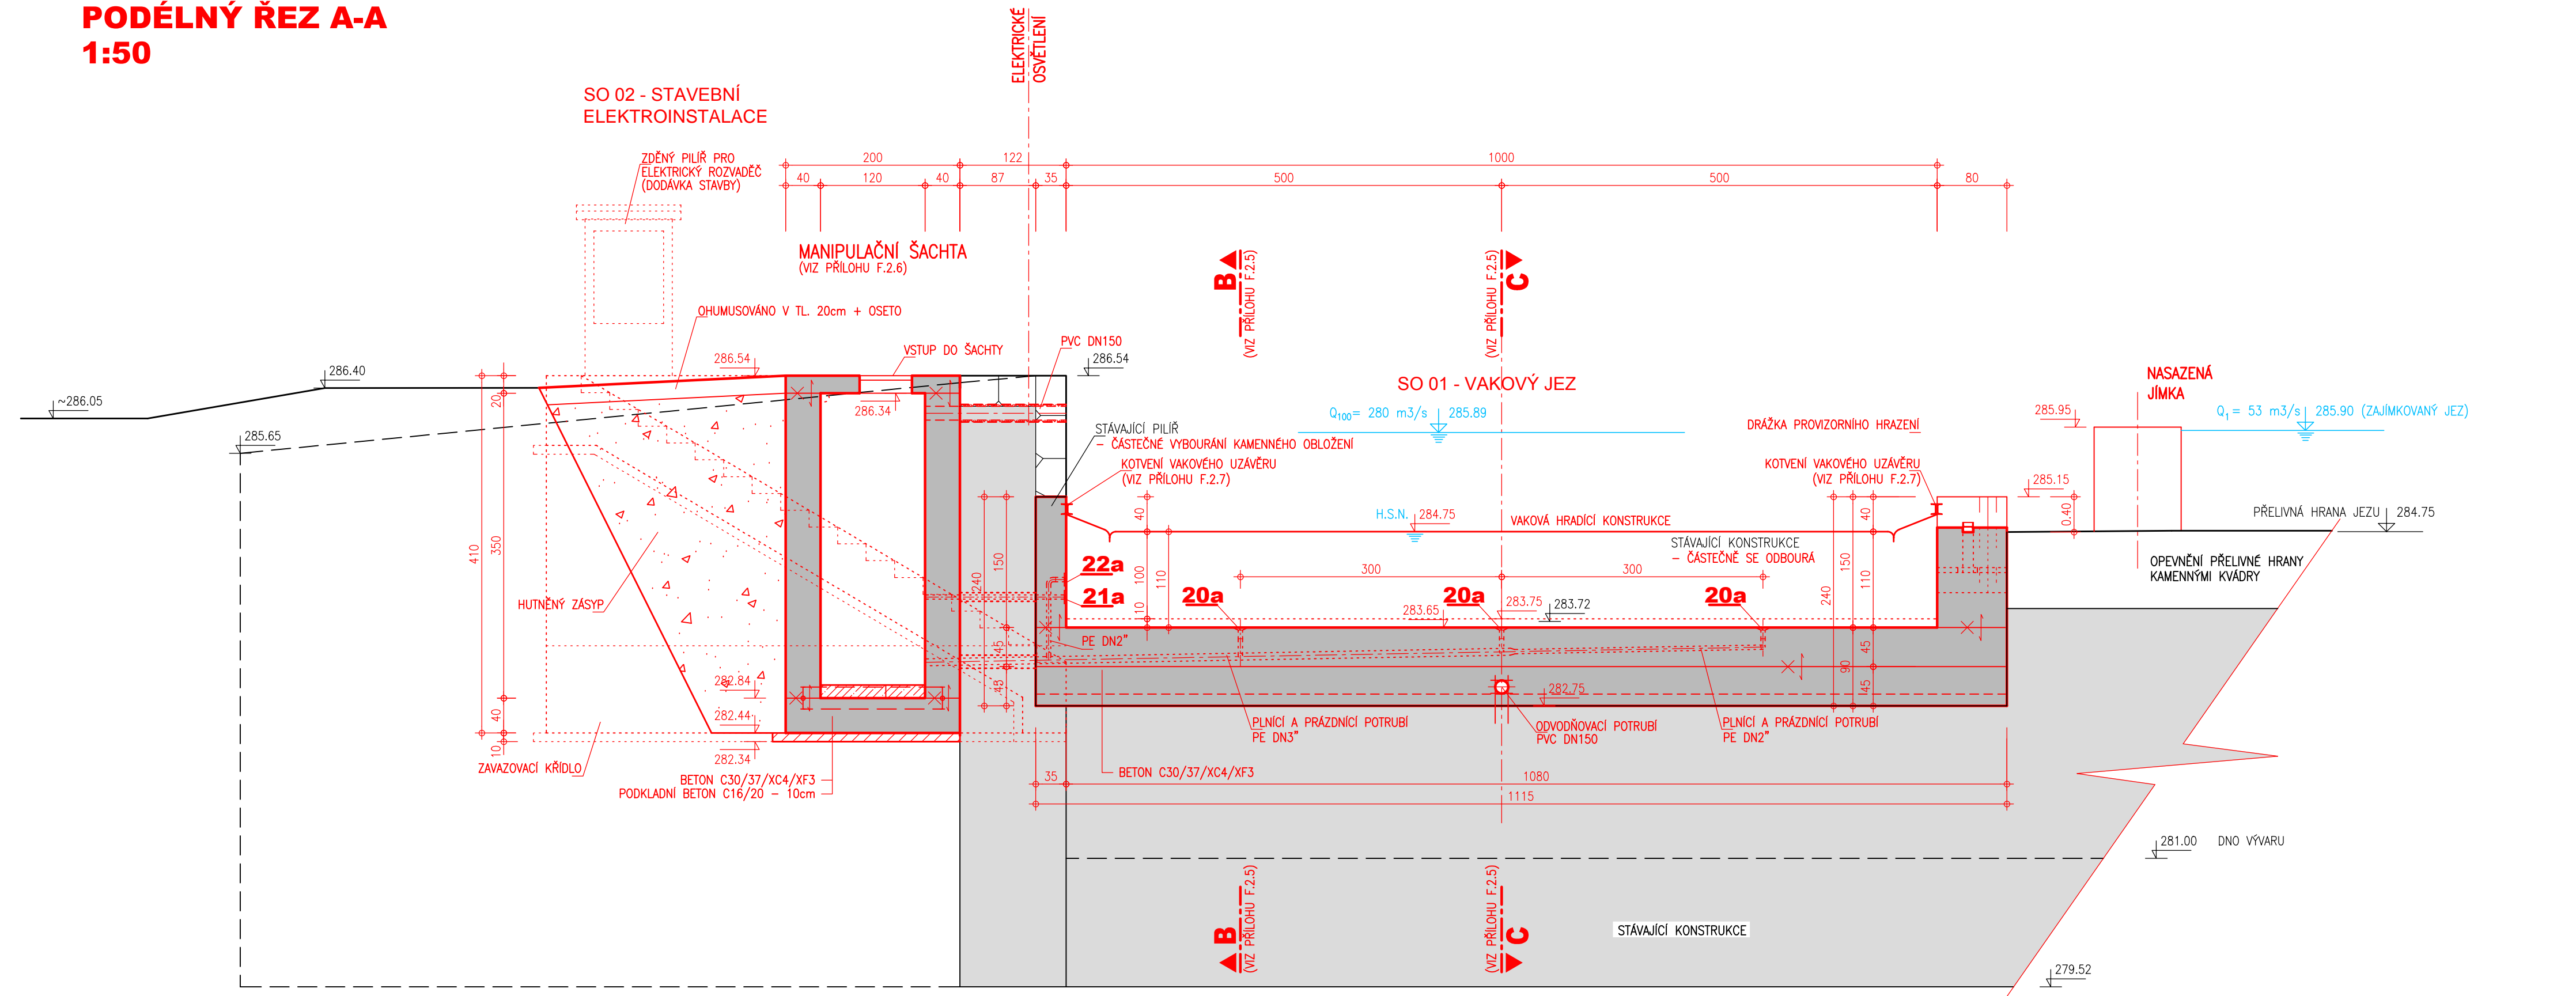 PODÉLNÝ ŘEZ A-A
1:50
ELEKTRICKÉ
OSVĚTLENÍ
SO 02 - STAVEBNÍ
ELEKTROINSTALACE
ZDĚNÝ PILÍŘ PRO
ELEKTRICKÝ ROZVADĚČ
(DODÁVKA STAVBY)
200
122
1000
40
120
40
87
35
500
500
80
MANIPULAČNÍ ŠACHTA
(VIZ PŘÍLOHU F.2.6)
B
(VIZ PŘÍLOHU F.2.5)
(VIZ PŘÍLOHU F.2.5)
C
OHUMUSOVÁNO V TL. 20cm + OSETO
VSTUP DO ŠACHTY
PVC DN150
286.54
286.54
286.40
~286.05
285.65
286.34
SO 01 - VAKOVÝ JEZ
NASAZENÁ
JÍMKA
Q100= 280 m3/s
285.89
285.95
Q1 = 53 m3/s
285.90 (ZAJÍMKOVANÝ JEZ)
DRÁŽKA PROVIZORNÍHO HRAZENÍ
STÁVAJÍCÍ PILÍŘ
– ČÁSTEČNÉ VYBOURÁNÍ KAMENNÉHO OBLOŽENÍ
KOTVENÍ VAKOVÉHO UZÁVĚRU
(VIZ PŘÍLOHU F.2.7)
KOTVENÍ VAKOVÉHO UZÁVĚRU
(VIZ PŘÍLOHU F.2.7)
285.15
0.40
PŘELIVNÁ HRANA JEZU
284.75
H.S.N.
284.75
VAKOVÁ HRADÍCÍ KONSTRUKCE
STÁVAJÍCÍ KONSTRUKCE
– ČÁSTEČNĚ SE ODBOURÁ
OPEVNĚNÍ PŘELIVNÉ HRANY
KAMENNÝMI KVÁDRY
20
350
410
40
10
240
150
45
45
40
100
110
10
300
300
240
150
90
40
110
45
45
22a
21a
20a
20a
20a
283.65
283.75
283.72
PE DN2"
HUTNĚNÝ ZÁSYP
282.84
282.44
282.34
282.75
ZAVAZOVACÍ KŘÍDLO
BETON C30/37/XC4/XF3
PODKLADNÍ BETON C16/20 – 10cm
PLNÍCÍ A PRÁZDNÍCÍ POTRUBÍ
PE DN3"
ODVODŇOVACÍ POTRUBÍ
PVC DN150
PLNÍCÍ A PRÁZDNÍCÍ POTRUBÍ
PE DN2"
BETON C30/37/XC4/XF3
35
1080
1115
281.00
DNO VÝVARU
B
(VIZ PŘÍLOHU F.2.5)
(VIZ PŘÍLOHU F.2.5)
C
STÁVAJÍCÍ KONSTRUKCE
279.52